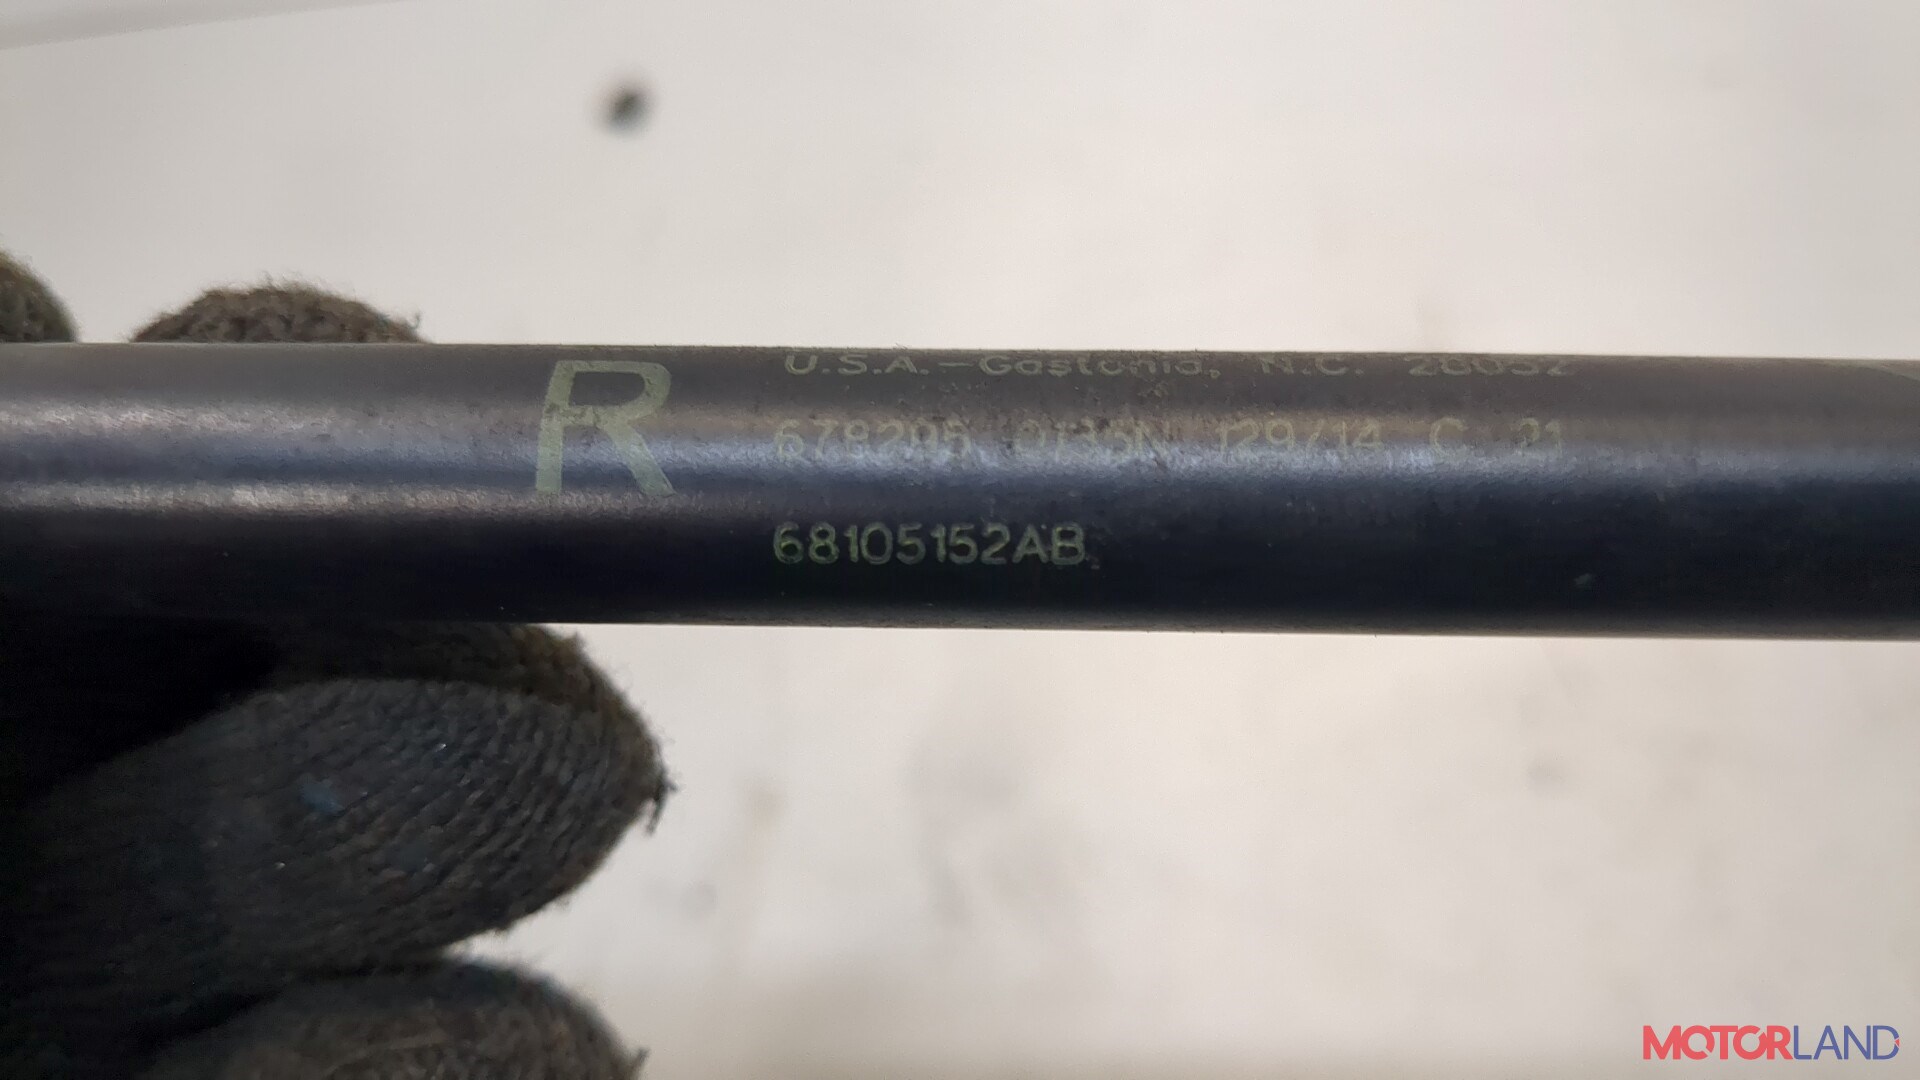 R
U.S.A.-Gastonia, N.C. 28052
678205 0735N 129/14 C 21
68105152AB
MOTORLAND